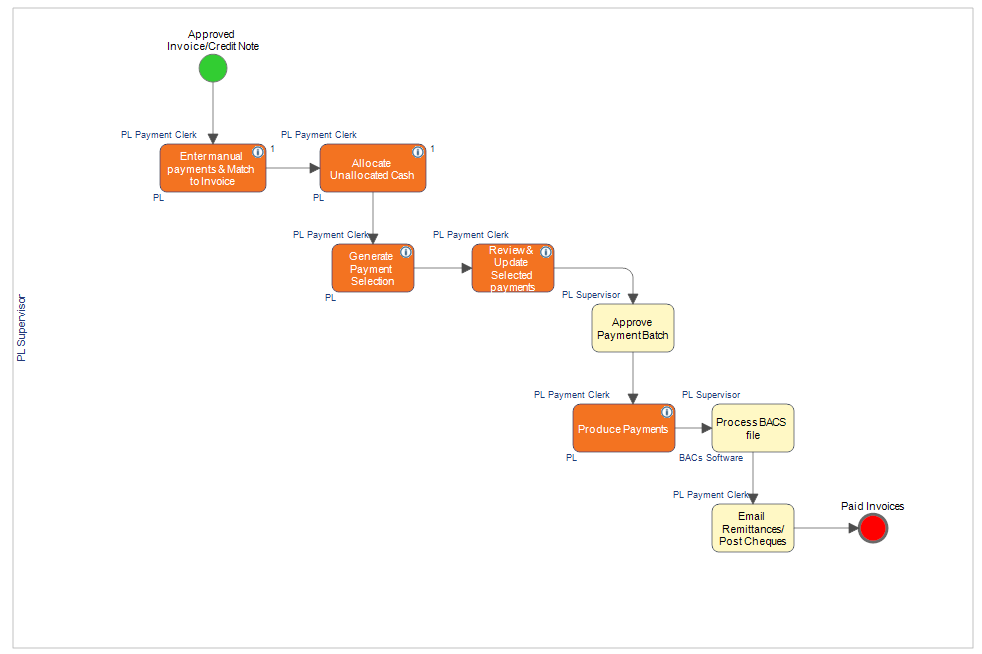 Approved
Invoice/Credit Note
PL Payment Clerk
PL Payment Clerk
Enter manual
payments & Match
to Invoice
1
Allocate
Unallocated Cash
1
PL
PL
PL Payment Clerk
PL Payment Clerk
Generate
Payment
Selection
Review &
Update
Selected
payments
PL
PL Supervisor
PL Supervisor
Approve
Payment Batch
PL Payment Clerk
PL Supervisor
Produce Payments
Process BACS
file
PL
BACs Software
PL Payment Clerk
Email
Remittances/
Post Cheques
Paid Invoices